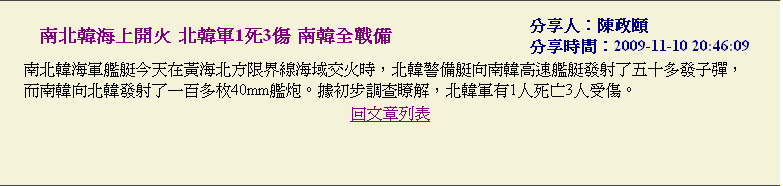 南北韓海上開火 北韓軍1死3傷 南韓全戰備
分享人：陳政頤
分享時間：2009-11-10 20:46:09
南北韓海軍艦艇今天在黃海北方限界線海域交火時，北韓警備艇向南韓高速艦艇發射了五十多發子彈，
而南韓向北韓發射了一百多枚40mm艦炮。據初步調查瞭解，北韓軍有1人死亡3人受傷。
回文章列表